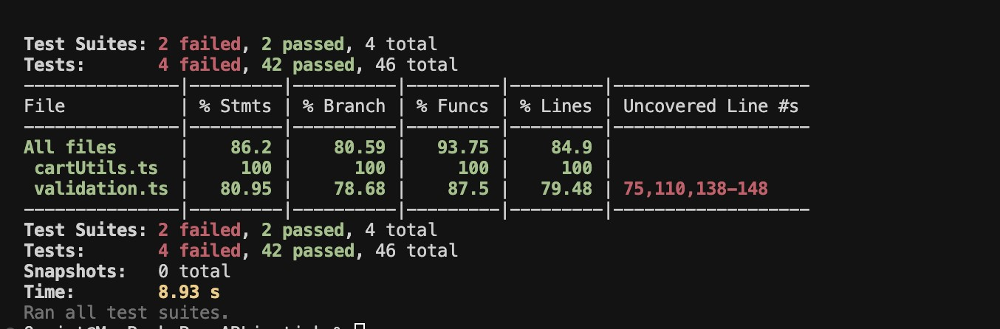 Test Suites: 2 failed, 2 passed, 4 total
Tests: 4 failed, 42 passed, 46 total
File | % Stmts | % Branch | % Funcs | % Lines | Uncovered Line #s
All files | 86.2 | 80.59 | 93.75 | 84.9 |
cartUtils.ts | 100 | 100 | 100 | 100 |
validation.ts | 80.95 | 78.68 | 87.5 | 79.48 | 75,110,138-148
Test Suites: 2 failed, 2 passed, 4 total
Tests: 4 failed, 42 passed, 46 total
Snapshots: 0 total
Time: 8.93 s
Ran all test suites.